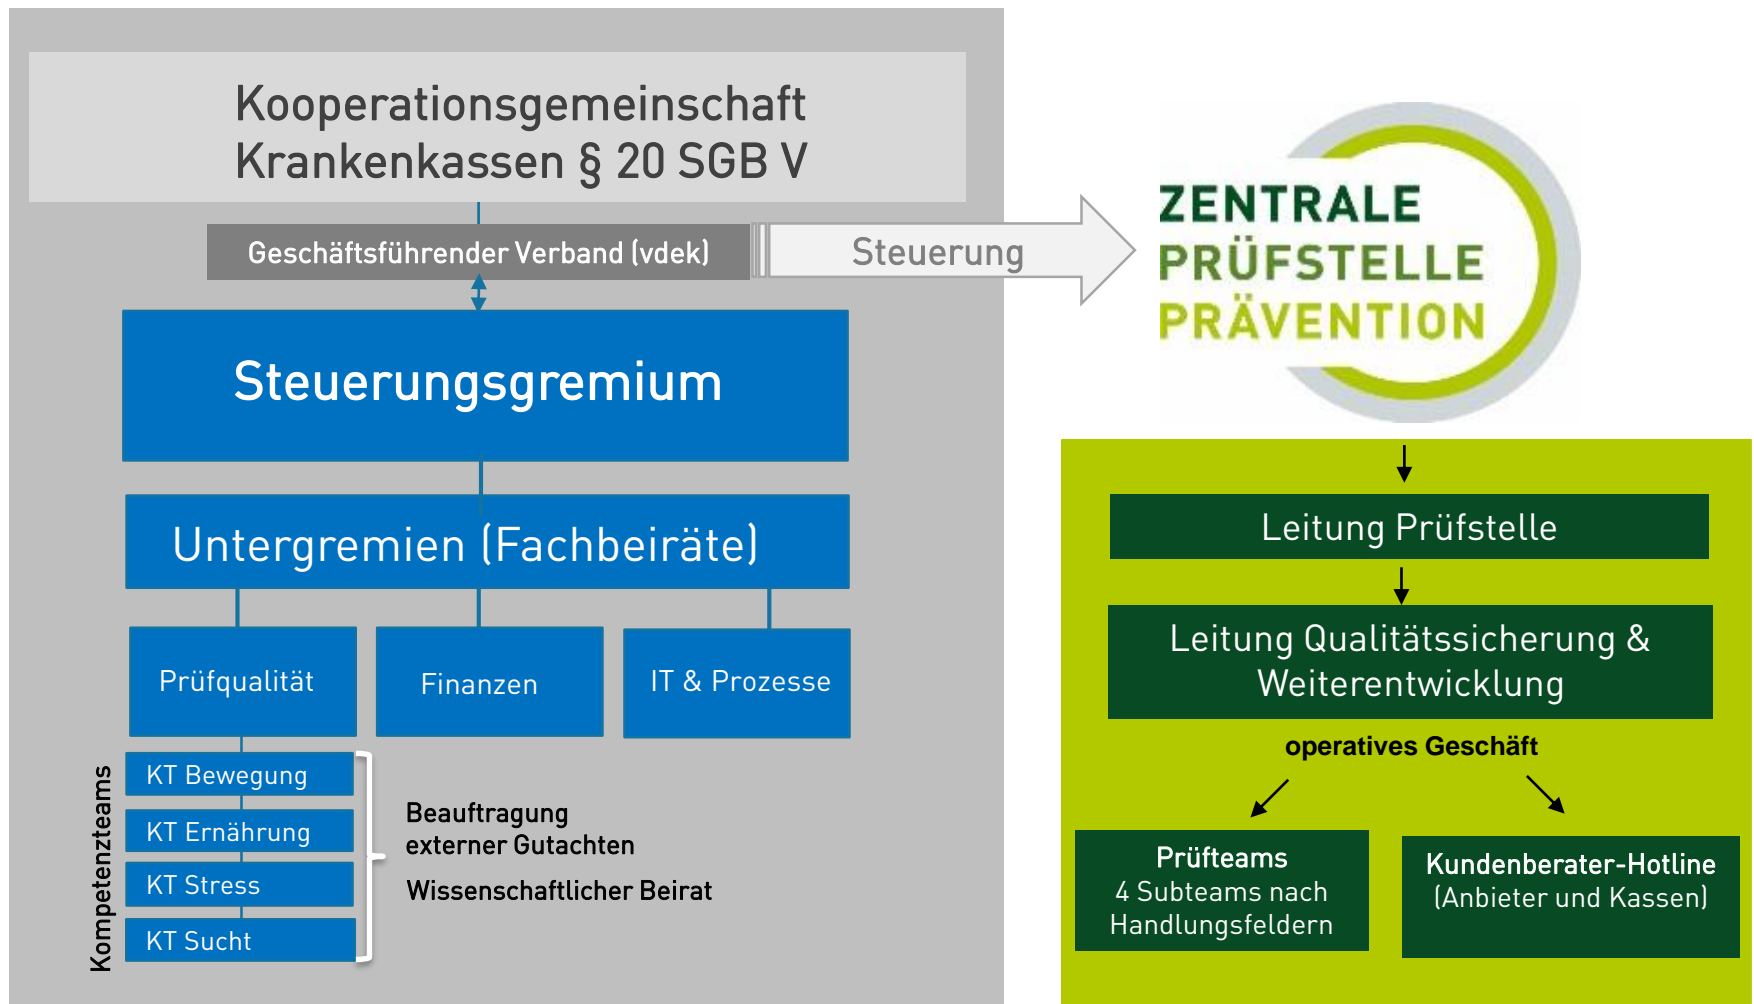 Kooperationsgemeinschaft
Krankenkassen § 20 SGB V
Geschäftsführender Verband (vdek)
Steuerung
Steuerungsgremium
Untergremien (Fachbeiräte)
Prüfqualität
Finanzen
IT & Prozesse
Kompetenzteams
KT Bewegung
KT Ernährung
KT Stress
KT Sucht
Beauftragung
externer Gutachten
Wissenschaftlicher Beirat
ZENTRALE
PRÜFSTELLE
PRÄVENTION
Leitung Prüfstelle
Leitung Qualitätssicherung &
Weiterentwicklung
operatives Geschäft
Prüfteams
4 Subteams nach
Handlungsfeldern
Kundenberater-Hotline
(Anbieter und Kassen)